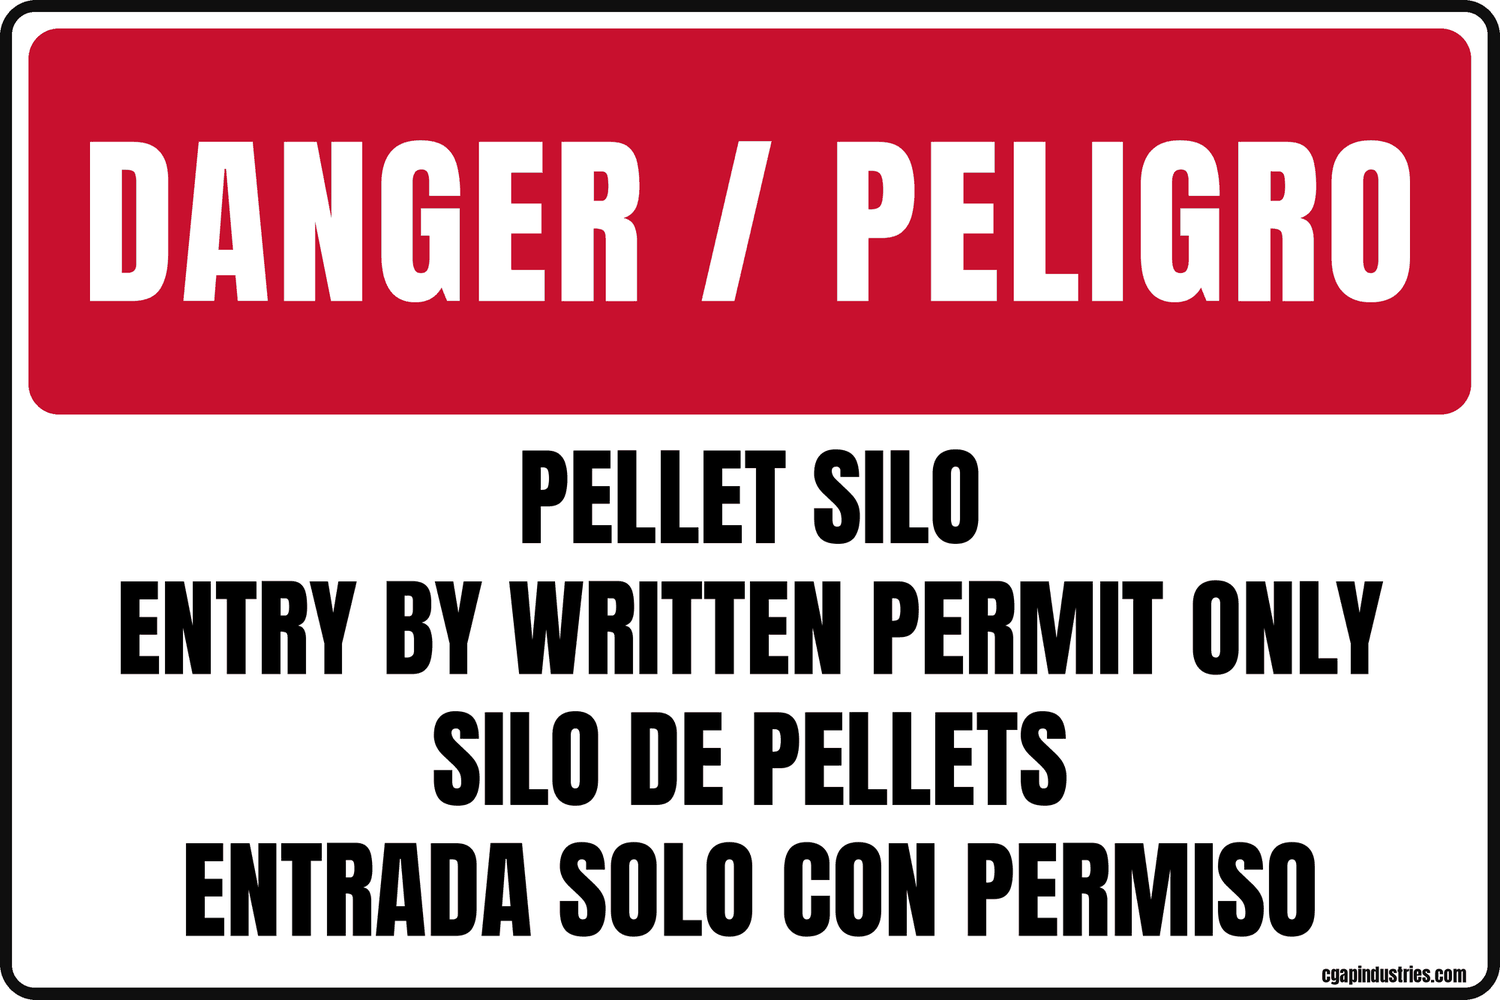 DANGER / PELIGRO
PELLET SILO
ENTRY BY WRITTEN PERMIT ONLY
SILO DE PELLETS
ENTRADA SOLO CON PERMISO
cgapindustries.com